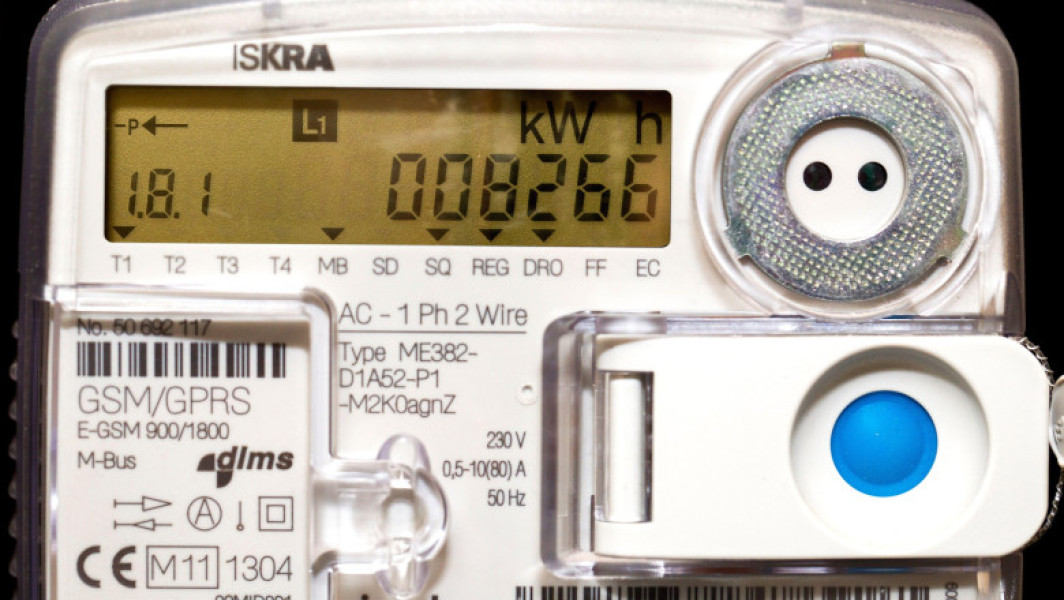 ISKRA
-P L1 kW h
1.8.1 008266
T1 T2 T3 T4 MB SD SQ REG DRO FF EC
AC - 1 Ph 2 Wire
Type ME382-
D1A52-P1
-M2K0agnZ
230 V
0,5-10(80) A
50 Hz
No. 50 692 117
GSM/GPRS
E-GSM 900/1800
M-Bus dlms
A
CE M11 1304